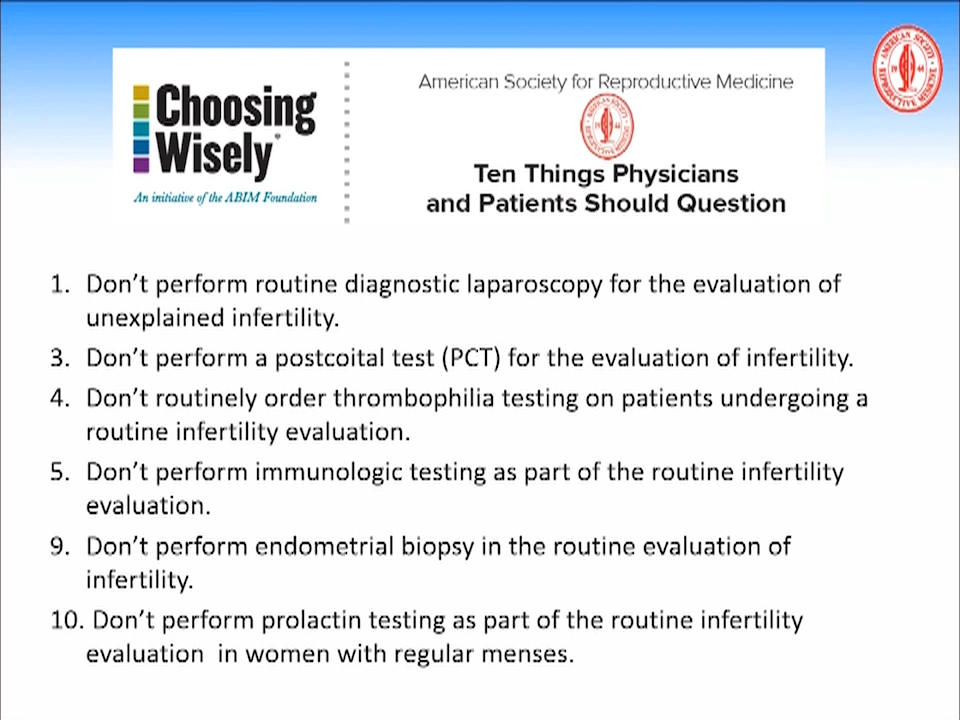 Choosing
Wisely®
An initiative of the ABIM Foundation
American Society for Reproductive Medicine
Ten Things Physicians
and Patients Should Question
AMERICAN SOCIETY
REPRODUCTIVE MEDICINE
1944
1. Don't perform routine diagnostic laparoscopy for the evaluation of
unexplained infertility.
3. Don't perform a postcoital test (PCT) for the evaluation of infertility.
4. Don't routinely order thrombophilia testing on patients undergoing a
routine infertility evaluation.
5. Don't perform immunologic testing as part of the routine infertility
evaluation.
9. Don't perform endometrial biopsy in the routine evaluation of
infertility.
10. Don't perform prolactin testing as part of the routine infertility
evaluation  in women with regular menses.